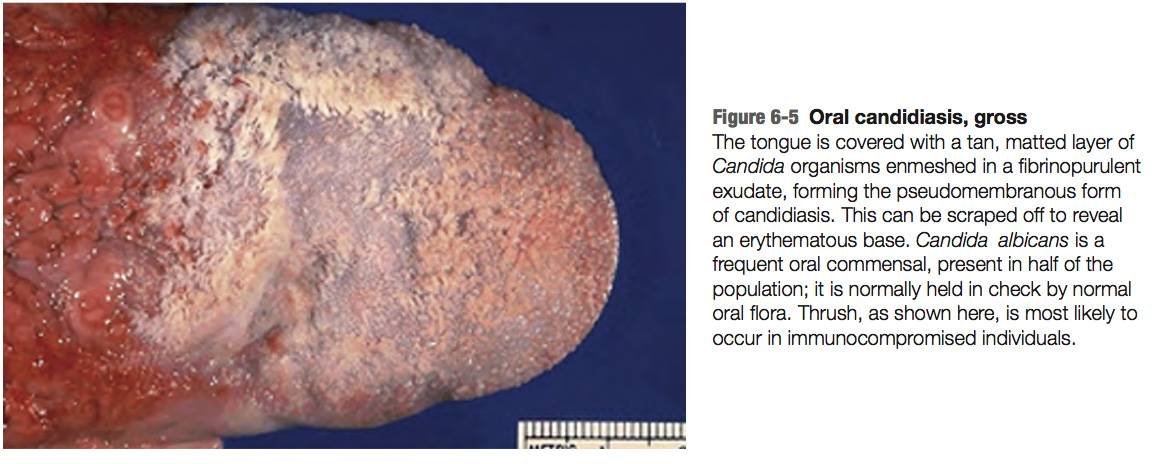 Figure 6-5 Oral candidiasis, gross
The tongue is covered with a tan, matted layer of
Candida organisms enmeshed in a fibrinopurulent
exudate, forming the pseudomembranous form
of candidiasis. This can be scraped off to reveal
an erythematous base. Candida albicans is a
frequent oral commensal, present in half of the
population; it is normally held in check by normal
oral flora. Thrush, as shown here, is most likely to
occur in immunocompromised individuals.
METRIC 1